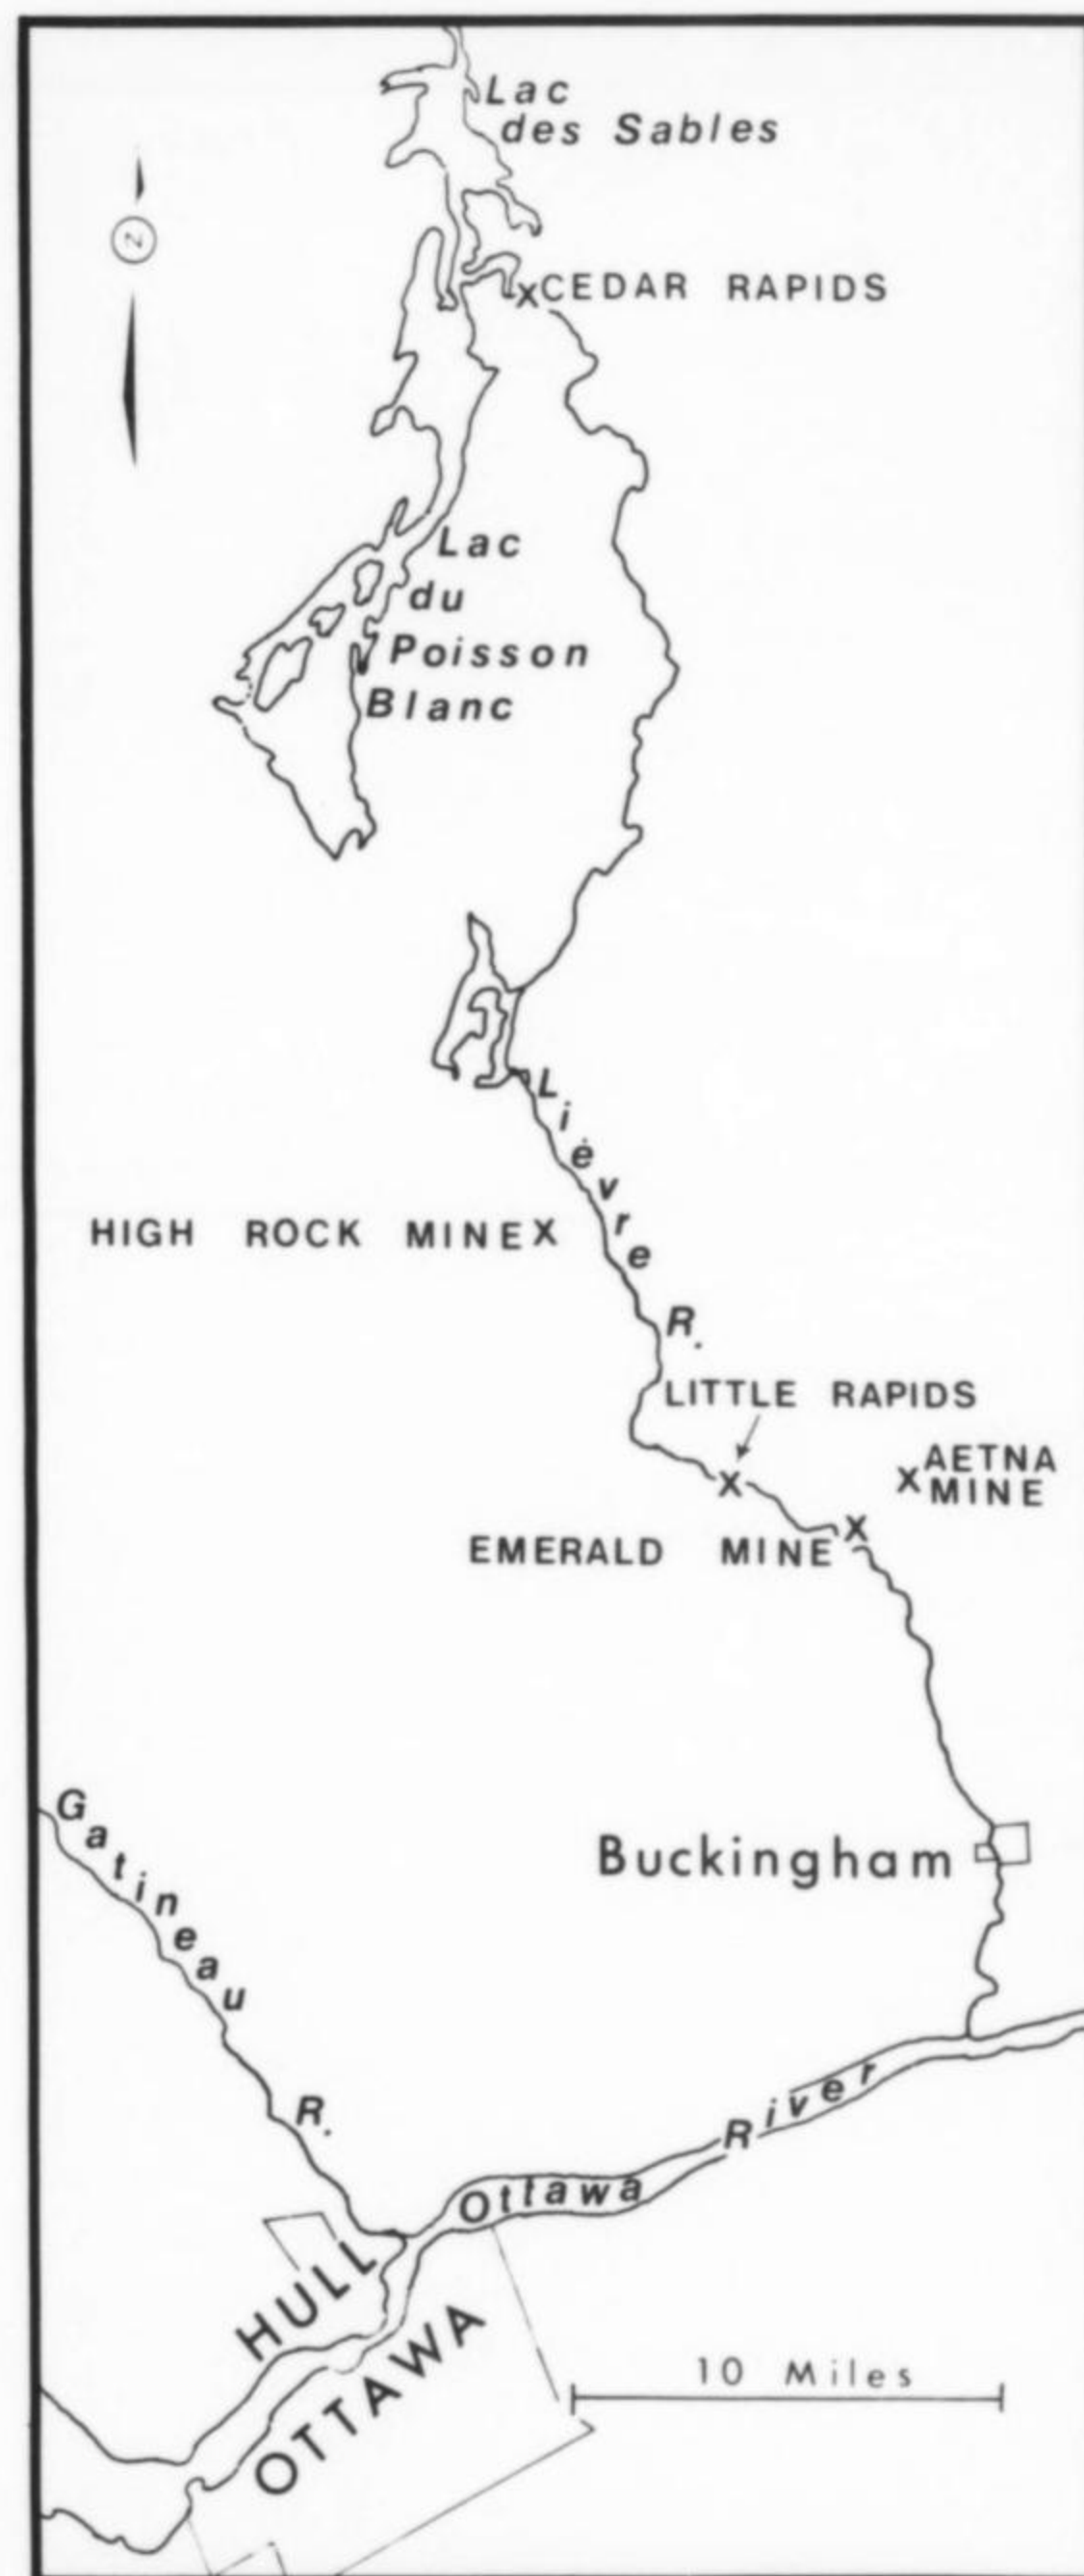 Lac
des Sables
N
CEDAR RAPIDS
Lac
du
Poisson
Blanc
Lièvre R.
HIGH ROCK MINE X
LITTLE RAPIDS
X
X AETNA
MINE
EMERALD MINE X
Gatineau R.
Buckingham
Ottawa River
HULL
OTTAWA
10 Miles